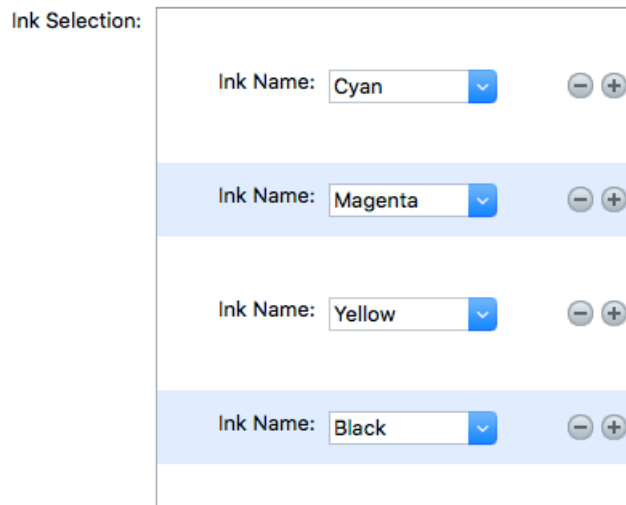 Ink Selection:
Ink Name: Cyan
Ink Name: Magenta
Ink Name: Yellow
Ink Name: Black